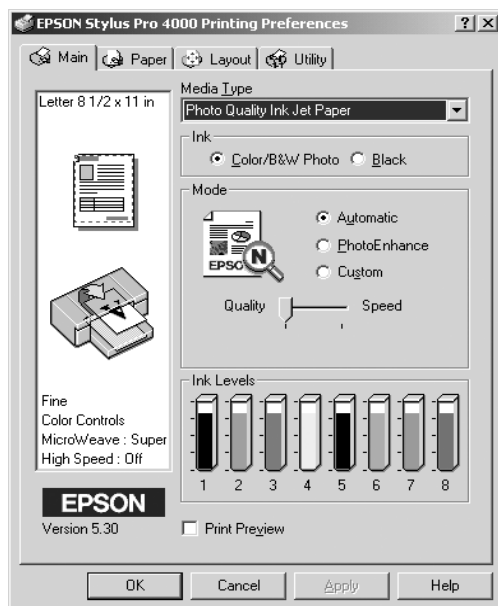 EPSON Stylus Pro 4000 Printing Preferences
Main
Paper
Layout
Utility
Letter 8 1/2 x 11 in
Media Type
Photo Quality Ink Jet Paper
Ink
Color/B&W Photo
Black
Mode
EPSO
N
Automatic
PhotoEnhance
Custom
Quality
Speed
Fine
Color Controls
MicroWeave : Super
High Speed : Off
Ink Levels
1 2 3 4 5 6 7 8
EPSON
Version 5.30
Print Preview
OK
Cancel
Apply
Help